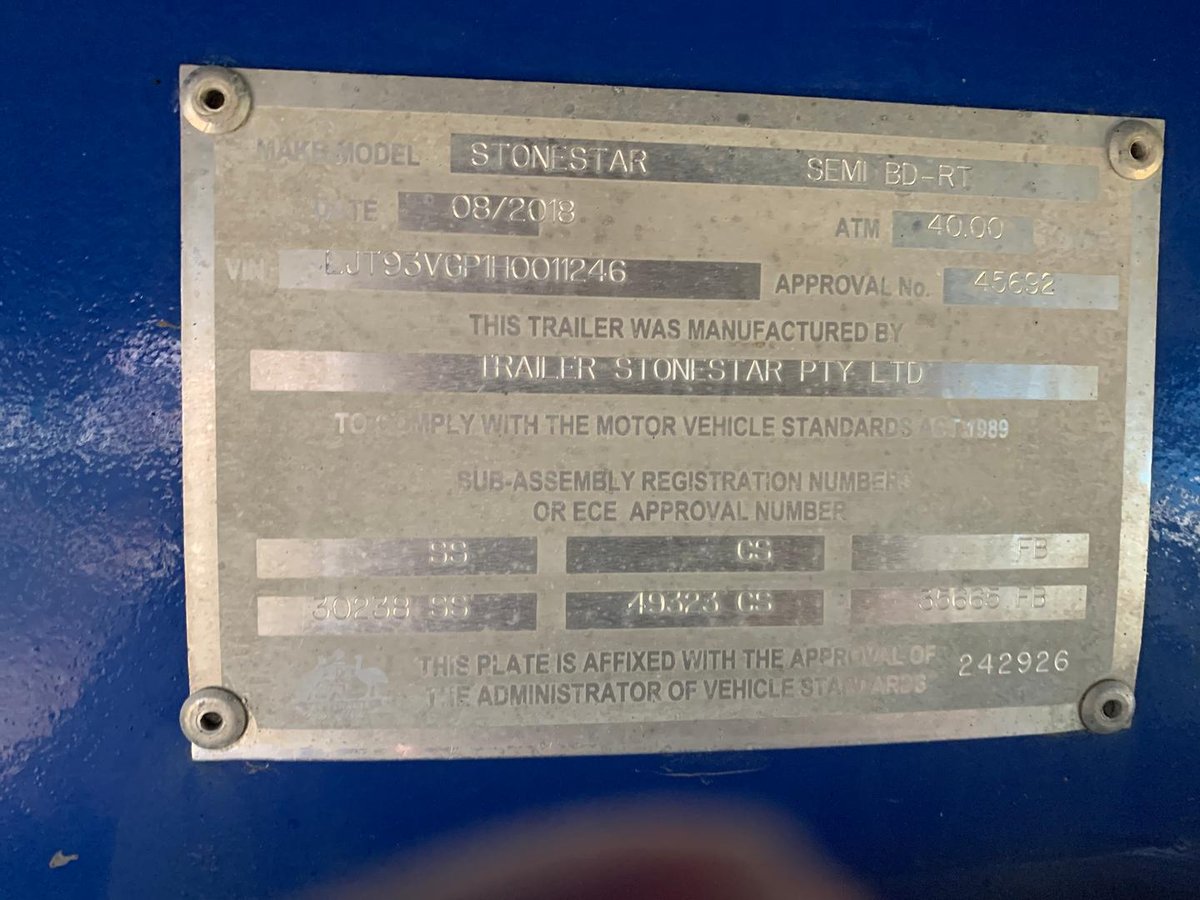 MAKE MODEL STONESTAR SEMI BD-RT
DATE 08/2018 ATM 40.00
VIN LJT93VGP1H0011246 APPROVAL No. 45692
THIS TRAILER WAS MANUFACTURED BY
TRAILER STONESTAR PTY LTD
TO COMPLY WITH THE MOTOR VEHICLE STANDARDS ACT 1989
SUB-ASSEMBLY REGISTRATION NUMBERS
OR ECE APPROVAL NUMBER
SS CS FB
30238 SS 49323 CS 35665 FB
THIS PLATE IS AFFIXED WITH THE APPROVAL OF 242926
THE ADMINISTRATOR OF VEHICLE STANDARDS